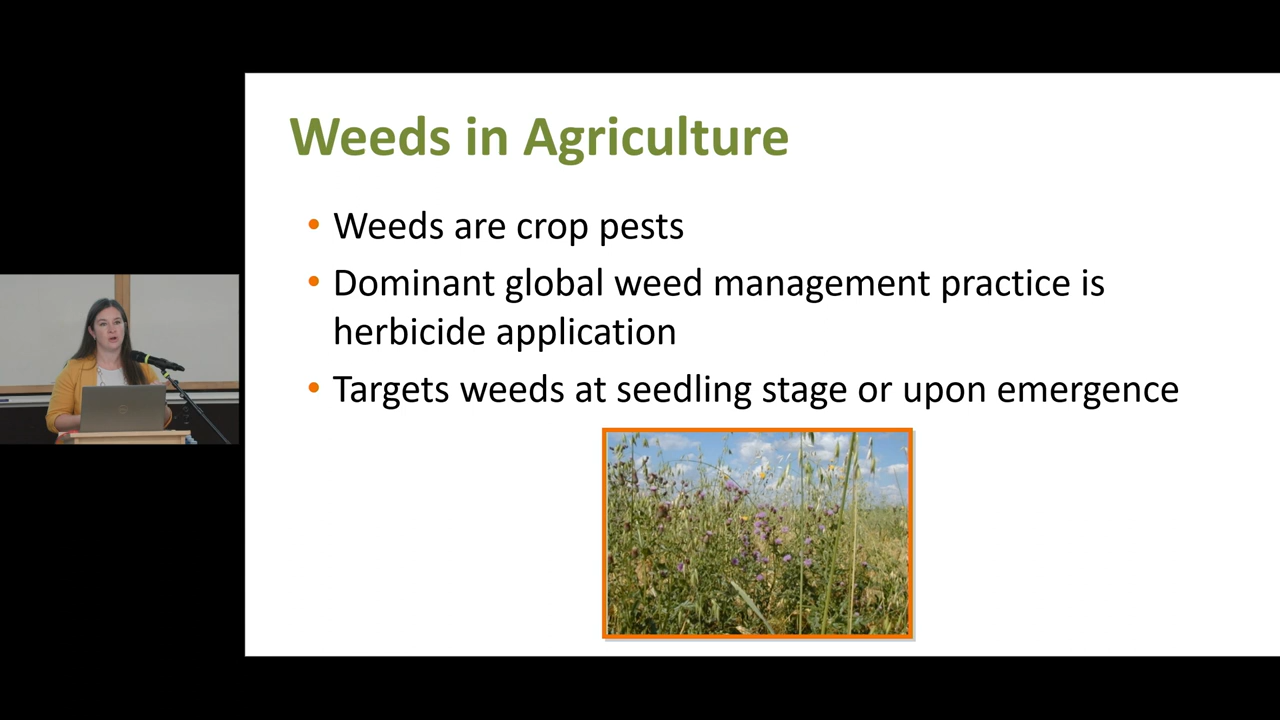 Weeds in Agriculture
• Weeds are crop pests
• Dominant global weed management practice is
herbicide application
• Targets weeds at seedling stage or upon emergence